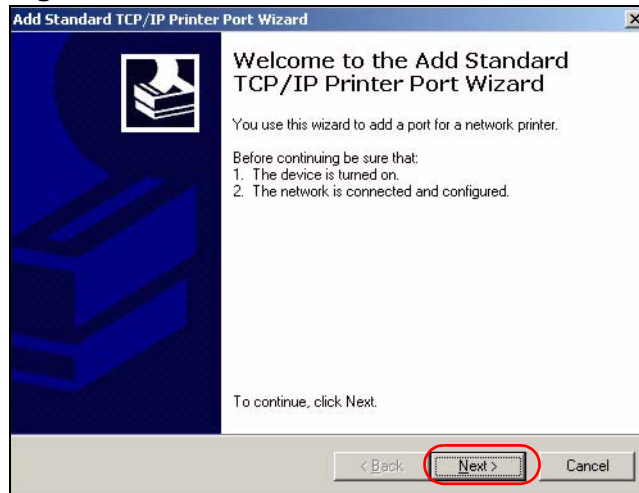 Add Standard TCP/IP Printer Port Wizard
Welcome to the Add Standard
TCP/IP Printer Port Wizard
You use this wizard to add a port for a network printer.
Before continuing be sure that:
1. The device is turned on.
2. The network is connected and configured.
To continue, click Next.
< Back Next > Cancel